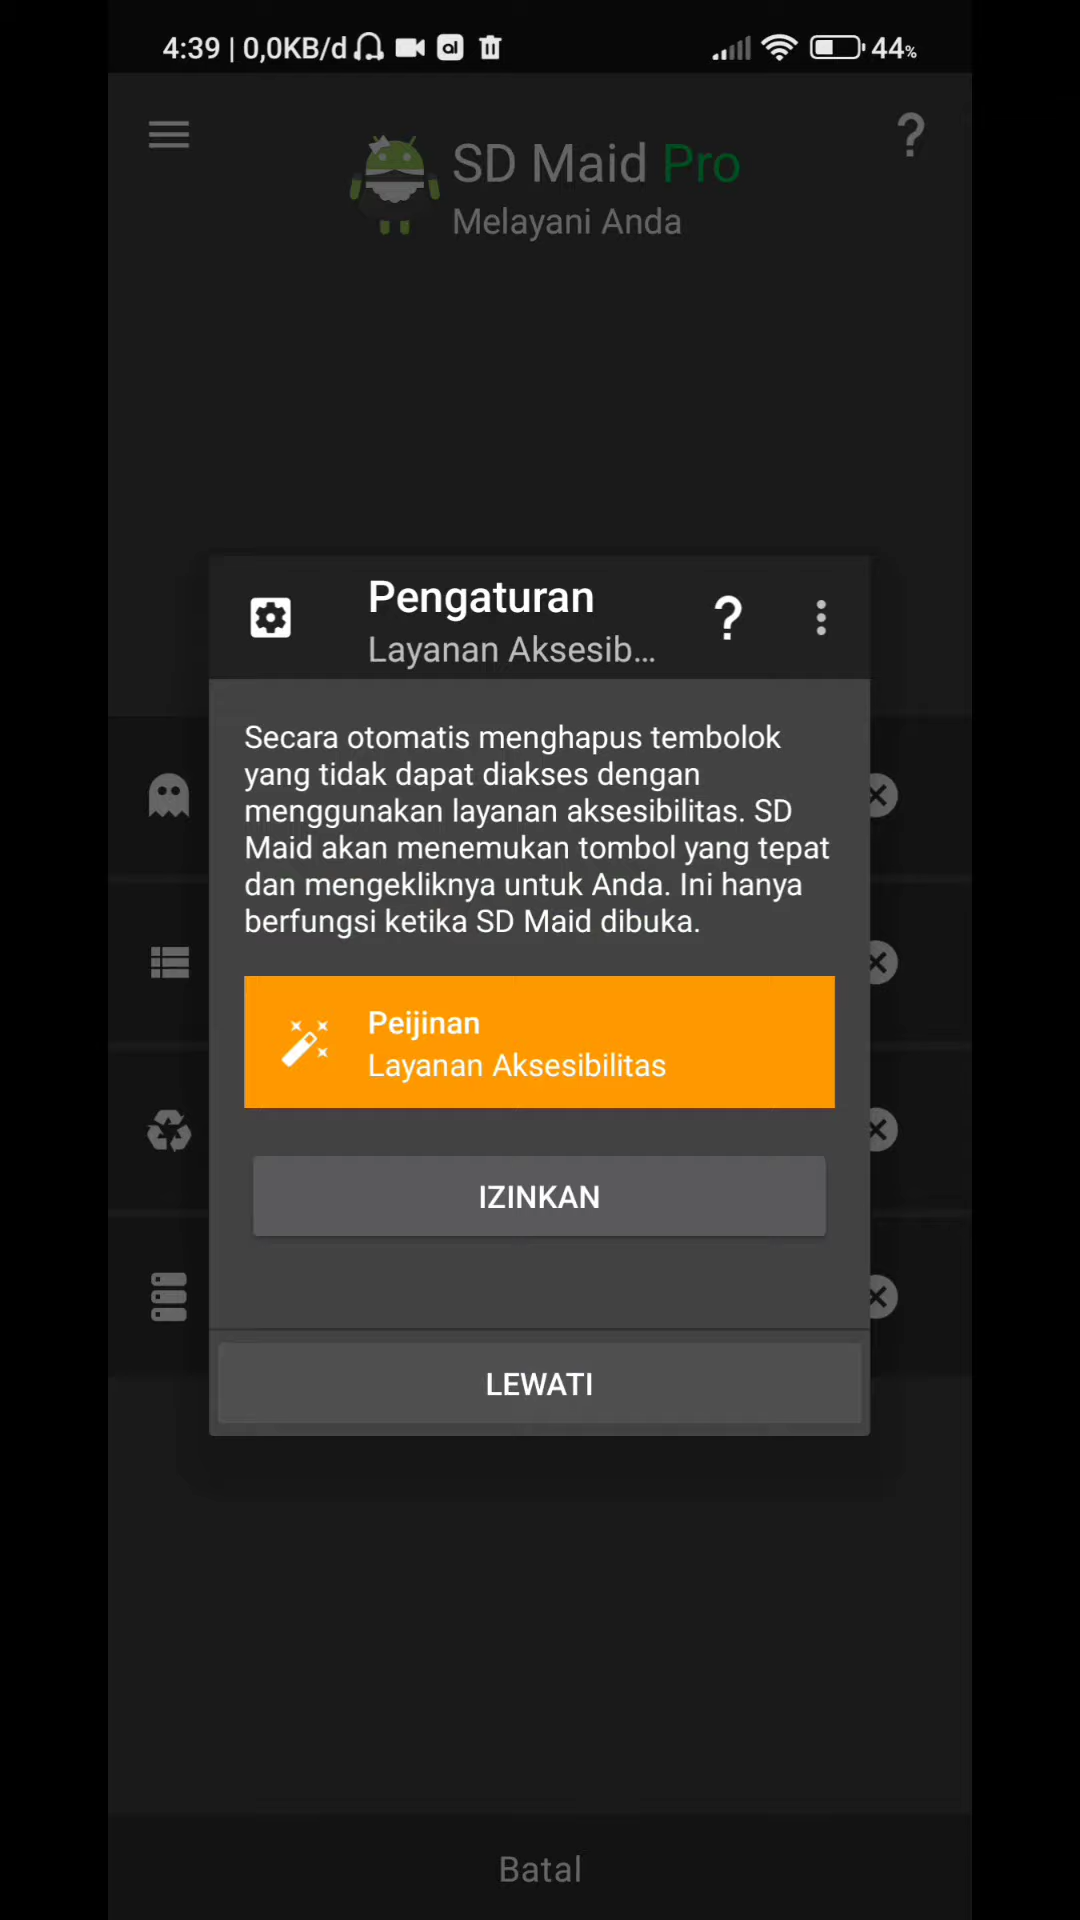 4:39 | 0,0KB/d 44%
SD Maid Pro
Melayani Anda
?
Pengaturan
Layanan Aksesib...
?
Secara otomatis menghapus tembolok
yang tidak dapat diakses dengan
menggunakan layanan aksesibilitas. SD
Maid akan menemukan tombol yang tepat
dan mengekliknya untuk Anda. Ini hanya
berfungsi ketika SD Maid dibuka.
Peijinan
Layanan Aksesibilitas
IZINKAN
LEWATI
Batal